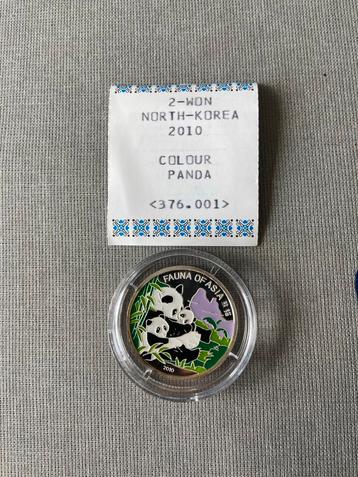 2-WON
NORTH-KOREA
2010
COLOUR
PANDA
<376.001>
FAUNA OF ASIA
2010